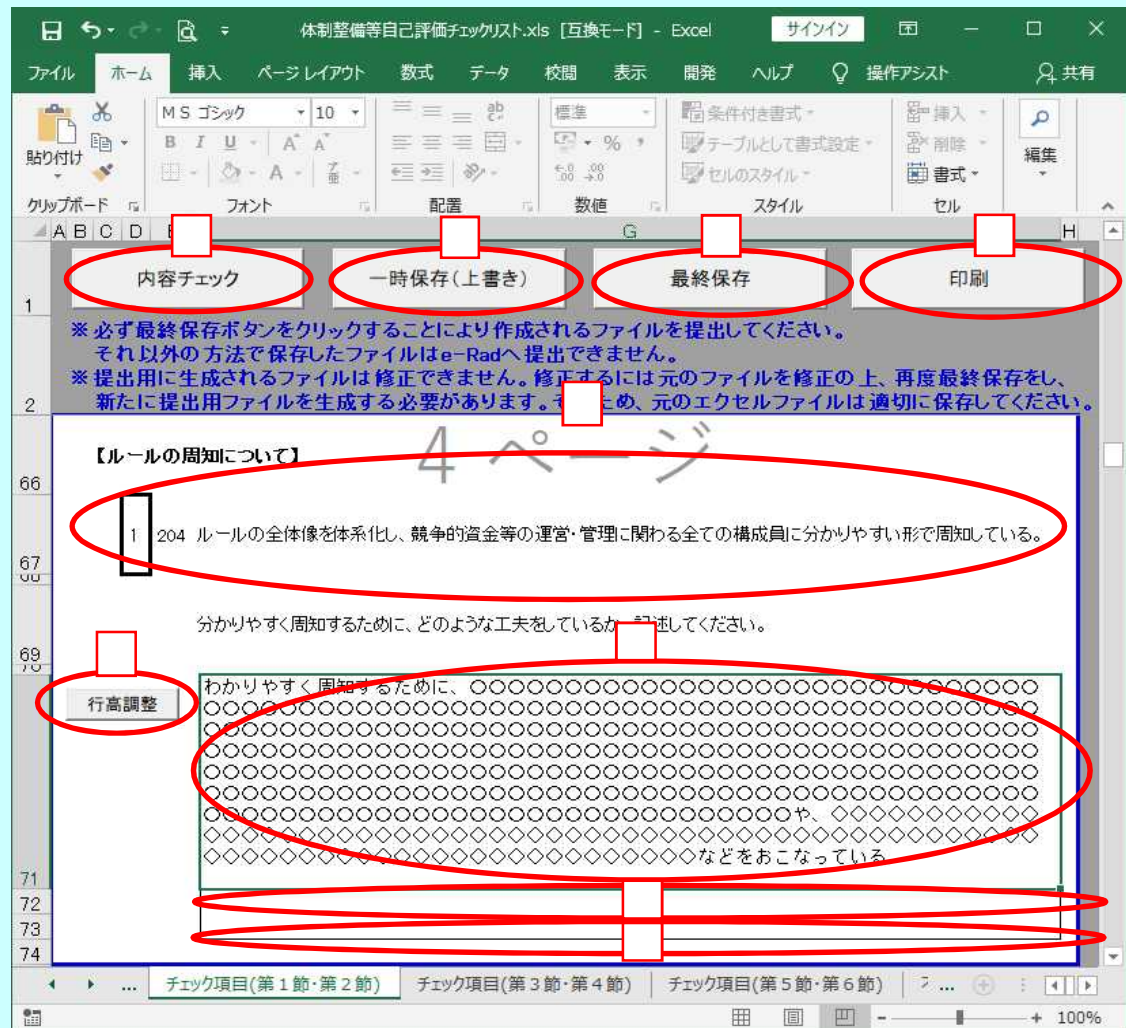 体制整備等自己評価チェックリスト.xls [互換モード] - Excel サインイン
ファイル ホーム 挿入 ページ レイアウト 数式 データ 校閲 表示 開発 ヘルプ 操作アシスト 共有
ＭＳ ゴシック 10 標準 条件付き書式 挿入
貼り付け B I U A A % テーブルとして書式設定 削除 編集
A セルのスタイル 書式
クリップボード フォント 配置 数値 スタイル セル
A B C D G H
内容チェック 一時保存(上書き) 最終保存 印刷
1
※必ず最終保存ボタンをクリックすることにより作成されるファイルを提出してください。
それ以外の方法で保存したファイルはe-Radへ提出できません。
※提出用に生成されるファイルは修正できません。修正するには元のファイルを修正の上、再度最終保存をし、
2 新たに提出用ファイルを生成する必要があります。そ ため、元のエクセルファイルは適切に保存してください。
4 ページ
【ルールの周知について】
66
1 204 ルールの全体像を体系化し、競争的資金等の運営・管理に関わる全ての構成員に分かりやすい形で周知している。
67
分かりやすく周知するために、どのような工夫をしているか、記述してください。
69
行高調整
わかりやすく周知するために、〇〇〇〇〇〇〇〇〇〇〇〇〇〇〇〇〇〇〇〇〇〇〇〇〇〇〇〇〇〇
〇〇〇〇〇〇〇〇〇〇〇〇〇〇〇〇〇〇〇〇〇〇〇〇〇〇〇〇〇〇〇〇〇〇〇〇〇〇〇〇〇〇〇〇
〇〇〇〇〇〇〇〇〇〇〇〇〇〇〇〇〇〇〇〇〇〇〇〇〇〇〇〇〇〇〇〇〇〇〇〇〇〇〇〇〇〇〇〇
〇〇〇〇〇〇〇〇〇〇〇〇〇〇〇〇〇〇〇〇〇〇〇〇〇〇〇〇〇〇〇〇〇〇〇〇〇〇〇〇〇〇〇〇
〇〇〇〇〇〇〇〇〇〇〇〇〇〇〇〇〇〇〇〇〇〇〇〇〇〇〇〇〇〇〇〇〇〇〇〇〇〇〇〇〇〇〇〇
〇〇〇〇〇〇〇〇〇〇〇〇〇〇〇〇〇〇〇〇〇〇〇〇〇〇〇〇〇〇〇〇〇〇〇〇〇〇〇〇〇〇〇〇
〇〇〇〇〇〇〇〇〇〇〇〇〇〇〇〇〇〇〇〇〇〇〇〇〇〇〇〇〇〇〇や、◇◇◇◇◇◇◇◇◇◇◇
◇◇◇◇◇◇◇◇◇◇◇◇◇◇◇◇◇◇◇◇◇◇◇◇◇◇◇◇◇◇◇◇◇◇◇◇◇◇◇◇◇◇◇◇
◇◇◇◇◇◇◇◇◇◇◇◇◇◇◇◇◇◇◇◇◇◇◇◇◇◇などをおこなっている
71
72
73
74
... チェック項目(第１節・第２節) チェック項目(第３節・第４節) チェック項目(第５節・第６節) ...
100%